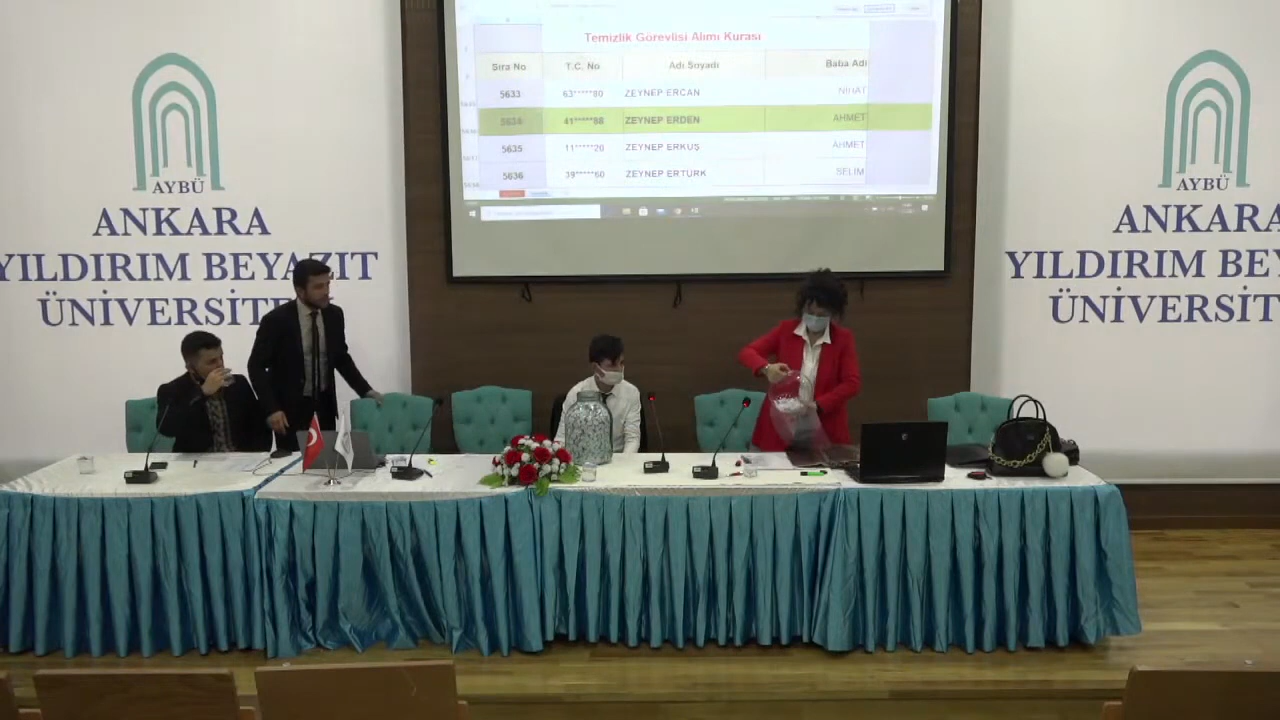 Temizlik Görevlisi Alımı Kurası
Sıra No T.C. No Adı Soyadı Baba Adı
5633 63*****80 ZEYNEP ERCAN NİHAT
5634 41*****88 ZEYNEP ERDEN AHMET
5635 11*****20 ZEYNEP ERKUŞ AHMET
5636 39*****60 ZEYNEP ERTÜRK SELİM
AYBÜ
ANKARA
YILDIRIM BEYAZIT
ÜNİVERSİTE
AYBÜ
ANKARA
YILDIRIM BEY
ÜNİVERSİT